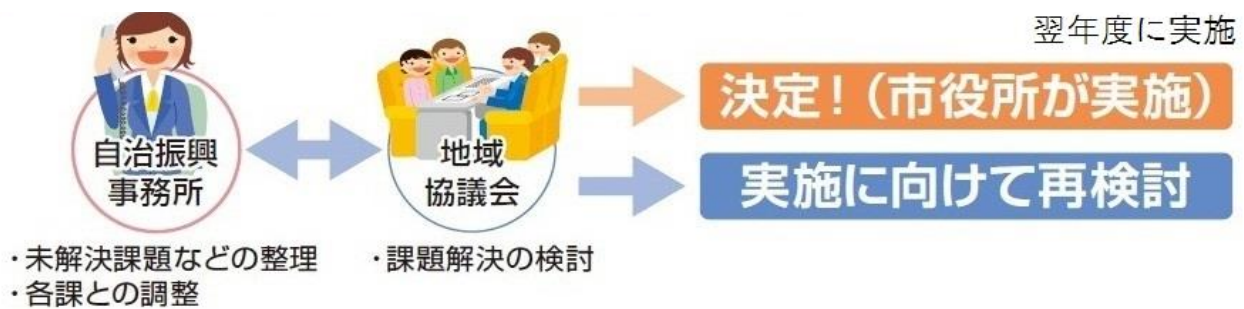 翌年度に実施
決定！（市役所が実施）
自治振興
事務所
地域
協議会
実施に向けて再検討
・未解決課題などの整理
・各課との調整
・課題解決の検討